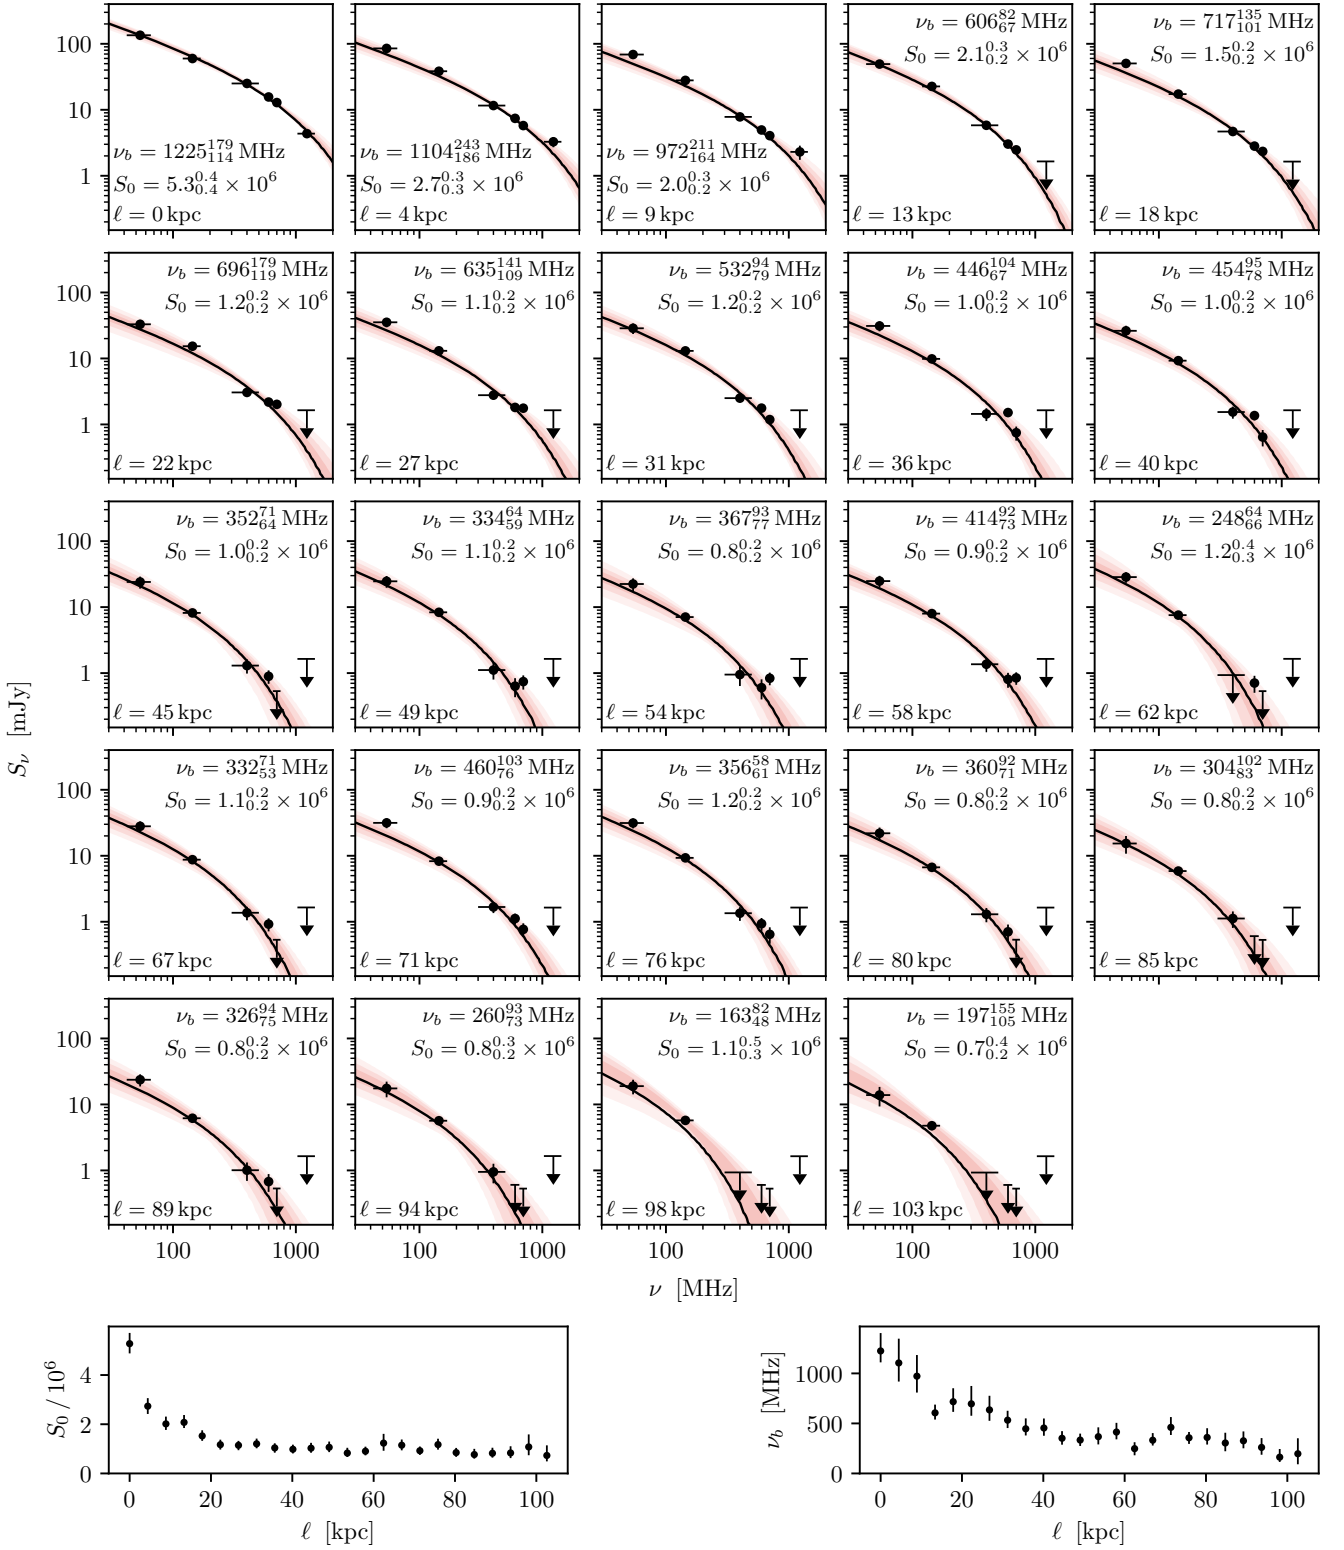 100
10
1
ν_b = 1225^{179}_{114} MHz
S_0 = 5.3^{0.4}_{0.4} × 10^6
ℓ = 0 kpc
ν_b = 1104^{243}_{186} MHz
S_0 = 2.7^{0.3}_{0.3} × 10^6
ℓ = 4 kpc
ν_b = 972^{211}_{164} MHz
S_0 = 2.0^{0.3}_{0.2} × 10^6
ℓ = 9 kpc
ν_b = 606^{82}_{67} MHz
S_0 = 2.1^{0.3}_{0.2} × 10^6
ℓ = 13 kpc
ν_b = 717^{135}_{101} MHz
S_0 = 1.5^{0.2}_{0.2} × 10^6
ℓ = 18 kpc
100
10
1
ν_b = 696^{179}_{119} MHz
S_0 = 1.2^{0.2}_{0.2} × 10^6
ℓ = 22 kpc
ν_b = 635^{141}_{109} MHz
S_0 = 1.1^{0.2}_{0.2} × 10^6
ℓ = 27 kpc
ν_b = 532^{94}_{79} MHz
S_0 = 1.2^{0.2}_{0.2} × 10^6
ℓ = 31 kpc
ν_b = 446^{104}_{67} MHz
S_0 = 1.0^{0.2}_{0.2} × 10^6
ℓ = 36 kpc
ν_b = 454^{95}_{78} MHz
S_0 = 1.0^{0.2}_{0.2} × 10^6
ℓ = 40 kpc
S_ν [mJy]
100
10
1
ν_b = 352^{71}_{64} MHz
S_0 = 1.0^{0.2}_{0.2} × 10^6
ℓ = 45 kpc
ν_b = 334^{64}_{59} MHz
S_0 = 1.1^{0.2}_{0.2} × 10^6
ℓ = 49 kpc
ν_b = 367^{93}_{77} MHz
S_0 = 0.8^{0.2}_{0.2} × 10^6
ℓ = 54 kpc
ν_b = 414^{92}_{73} MHz
S_0 = 0.9^{0.2}_{0.2} × 10^6
ℓ = 58 kpc
ν_b = 248^{64}_{66} MHz
S_0 = 1.2^{0.4}_{0.3} × 10^6
ℓ = 62 kpc
100
10
1
ν_b = 332^{71}_{53} MHz
S_0 = 1.1^{0.2}_{0.2} × 10^6
ℓ = 67 kpc
ν_b = 460^{103}_{76} MHz
S_0 = 0.9^{0.2}_{0.2} × 10^6
ℓ = 71 kpc
ν_b = 356^{58}_{61} MHz
S_0 = 1.2^{0.2}_{0.2} × 10^6
ℓ = 76 kpc
ν_b = 360^{92}_{71} MHz
S_0 = 0.8^{0.2}_{0.2} × 10^6
ℓ = 80 kpc
ν_b = 304^{102}_{83} MHz
S_0 = 0.8^{0.2}_{0.2} × 10^6
ℓ = 85 kpc
100
10
1
ν_b = 326^{94}_{75} MHz
S_0 = 0.8^{0.2}_{0.2} × 10^6
ℓ = 89 kpc
ν_b = 260^{93}_{73} MHz
S_0 = 0.8^{0.3}_{0.2} × 10^6
ℓ = 94 kpc
ν_b = 163^{82}_{48} MHz
S_0 = 1.1^{0.5}_{0.3} × 10^6
ℓ = 98 kpc
ν_b = 197^{155}_{105} MHz
S_0 = 0.7^{0.4}_{0.2} × 10^6
ℓ = 103 kpc
100 1000 100 1000 100 1000 100 1000
ν [MHz]
S_0 / 10^6
4
2
0
0 20 40 60 80 100
ℓ [kpc]
ν_b [MHz]
1000
500
0
0 20 40 60 80 100
ℓ [kpc]